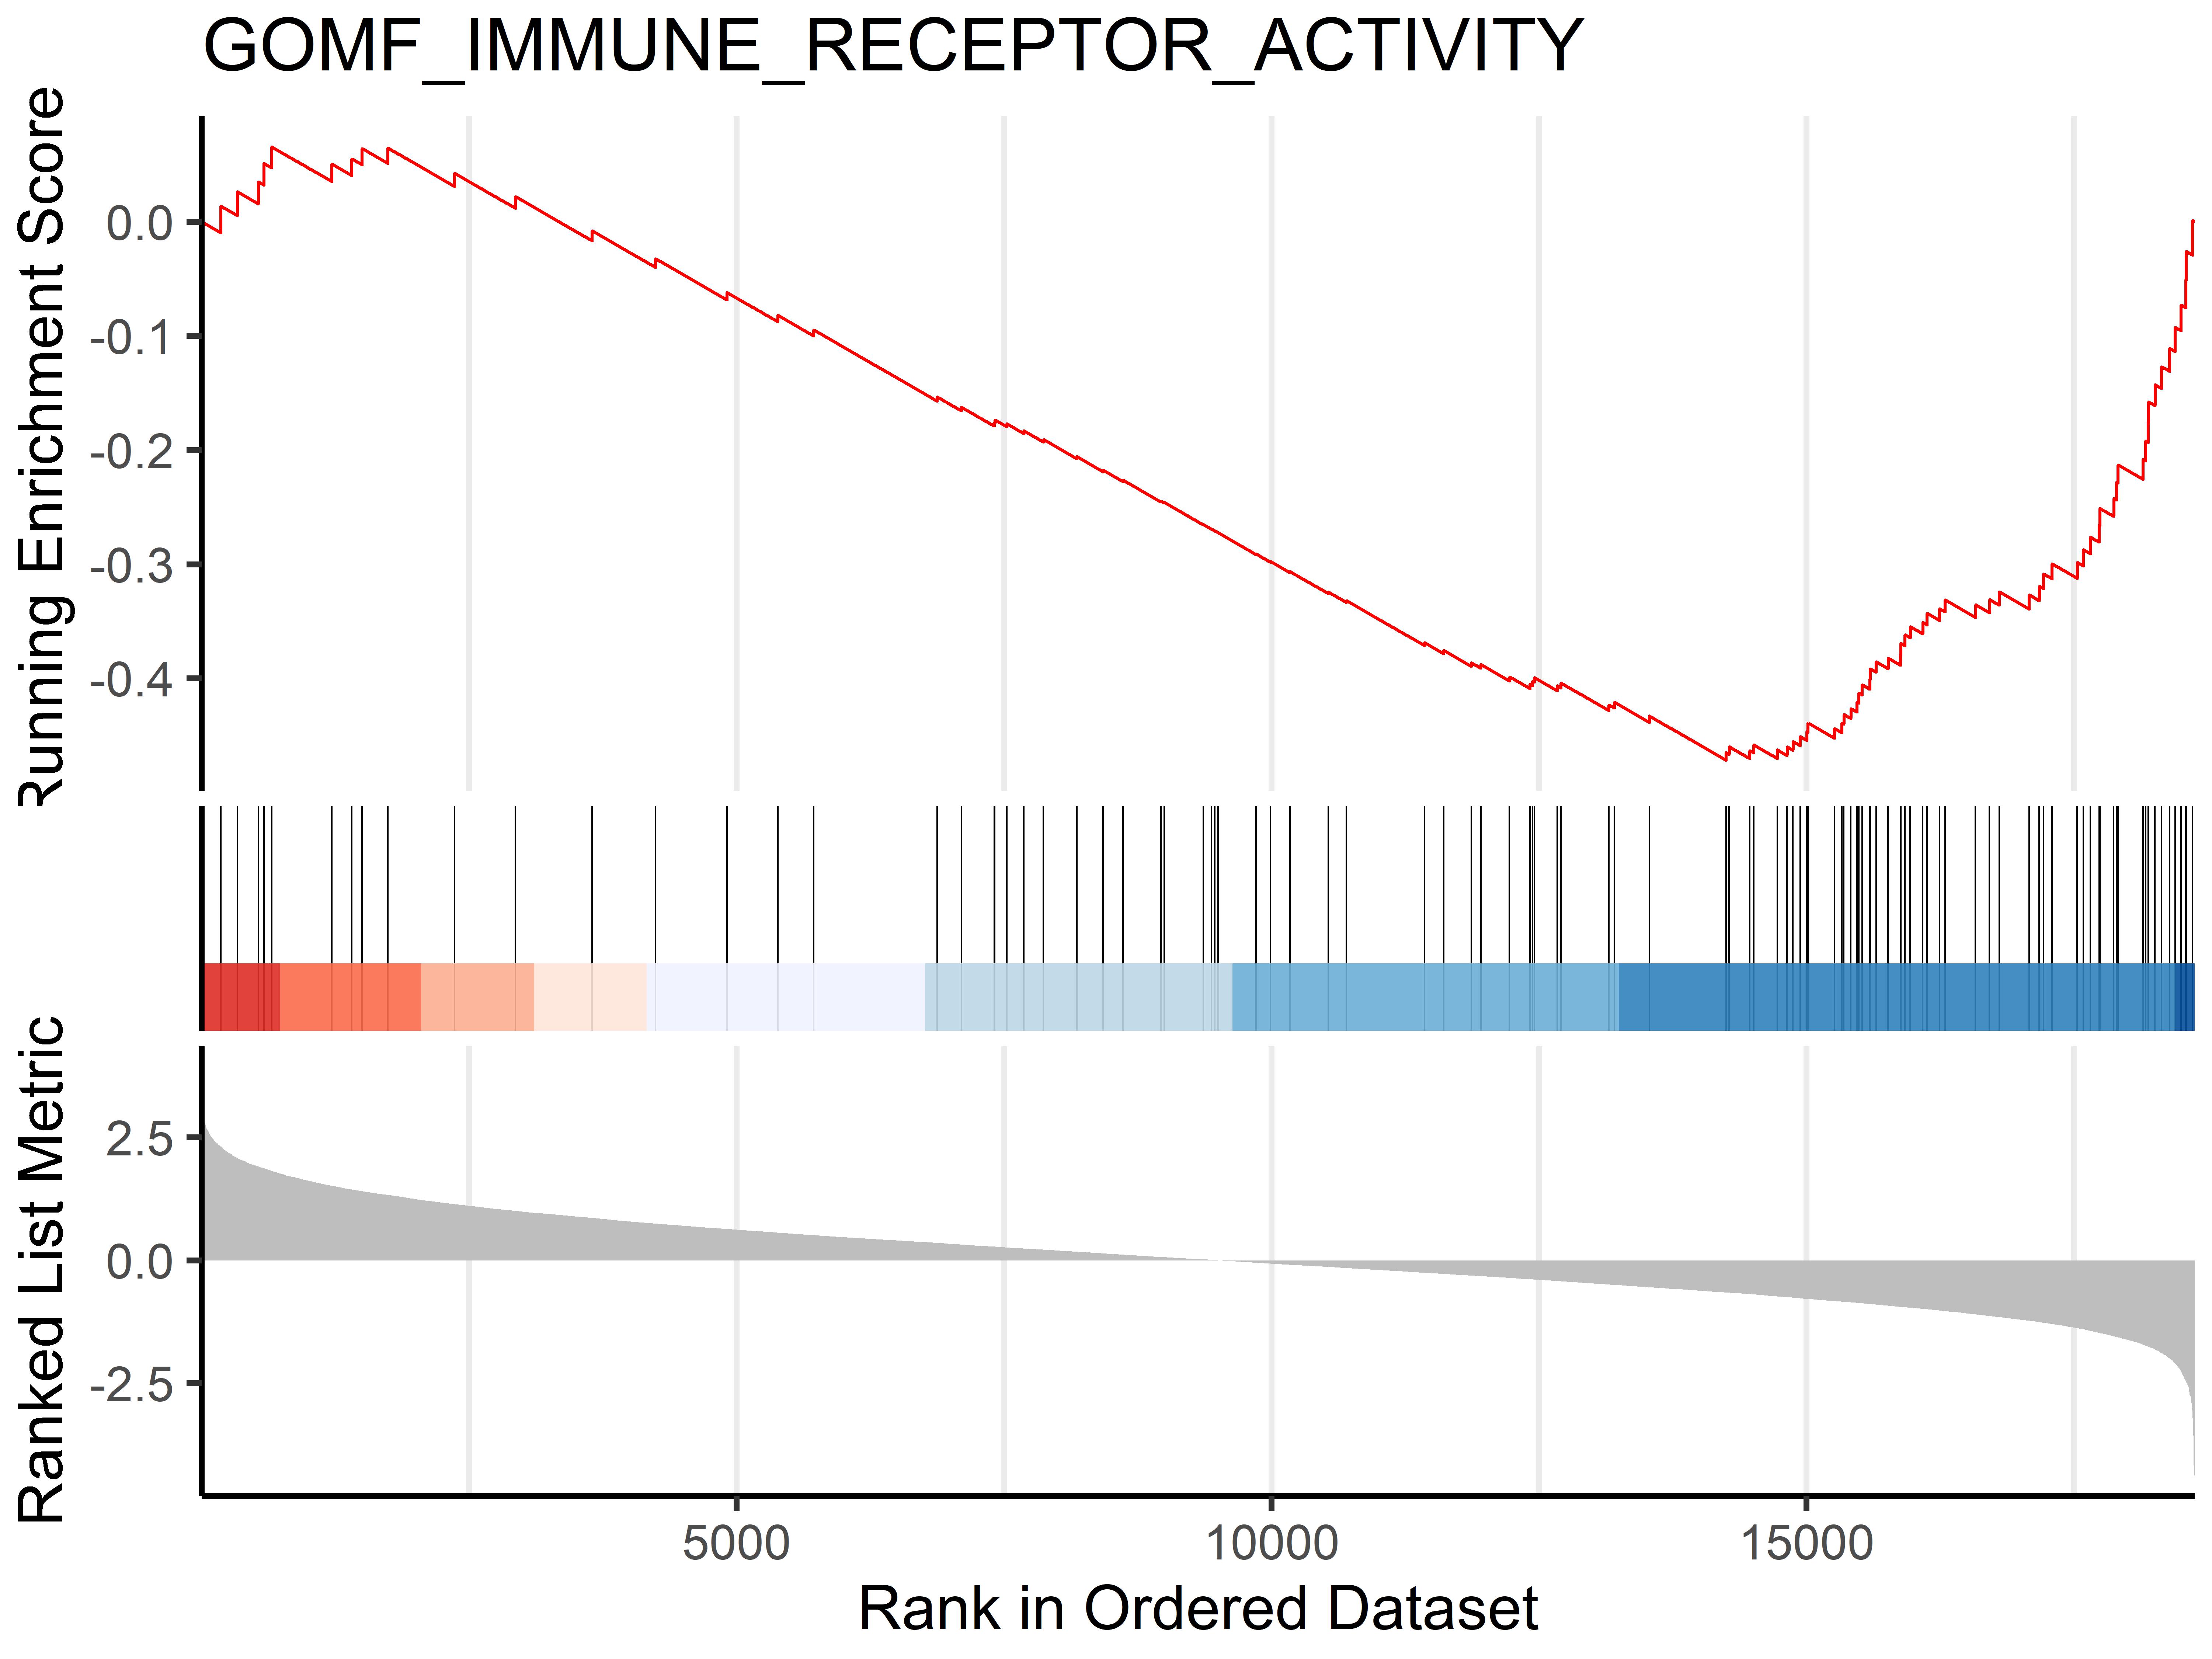 GOMF_IMMUNE_RECEPTOR_ACTIVITY
Running Enrichment Score
0.0
-0.1
-0.2
-0.3
-0.4
Ranked List Metric
2.5
0.0
-2.5
5000 10000 15000
Rank in Ordered Dataset